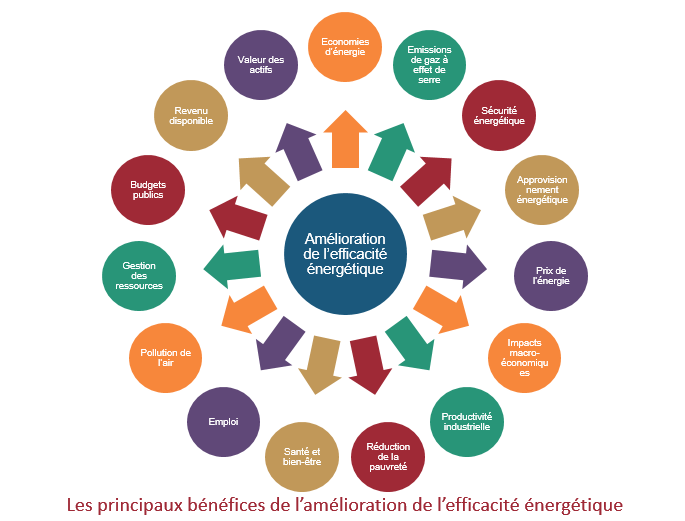 Economies
d'énergie
Emissions
de gaz à
effet de
serre
Sécurité
énergétique
Approvision
nement
énergétique
Prix de
l'énergie
Impacts
macro-
économiqu
es
Productivité
industrielle
Réduction
de la
pauvreté
Santé et
bien-être
Emploi
Pollution de
l'air
Gestion
des
ressources
Budgets
publics
Revenu
disponible
Valeur des
actifs
Amélioration
de l'efficacité
énergétique
Les principaux bénéfices de l'amélioration de l'efficacité énergétique